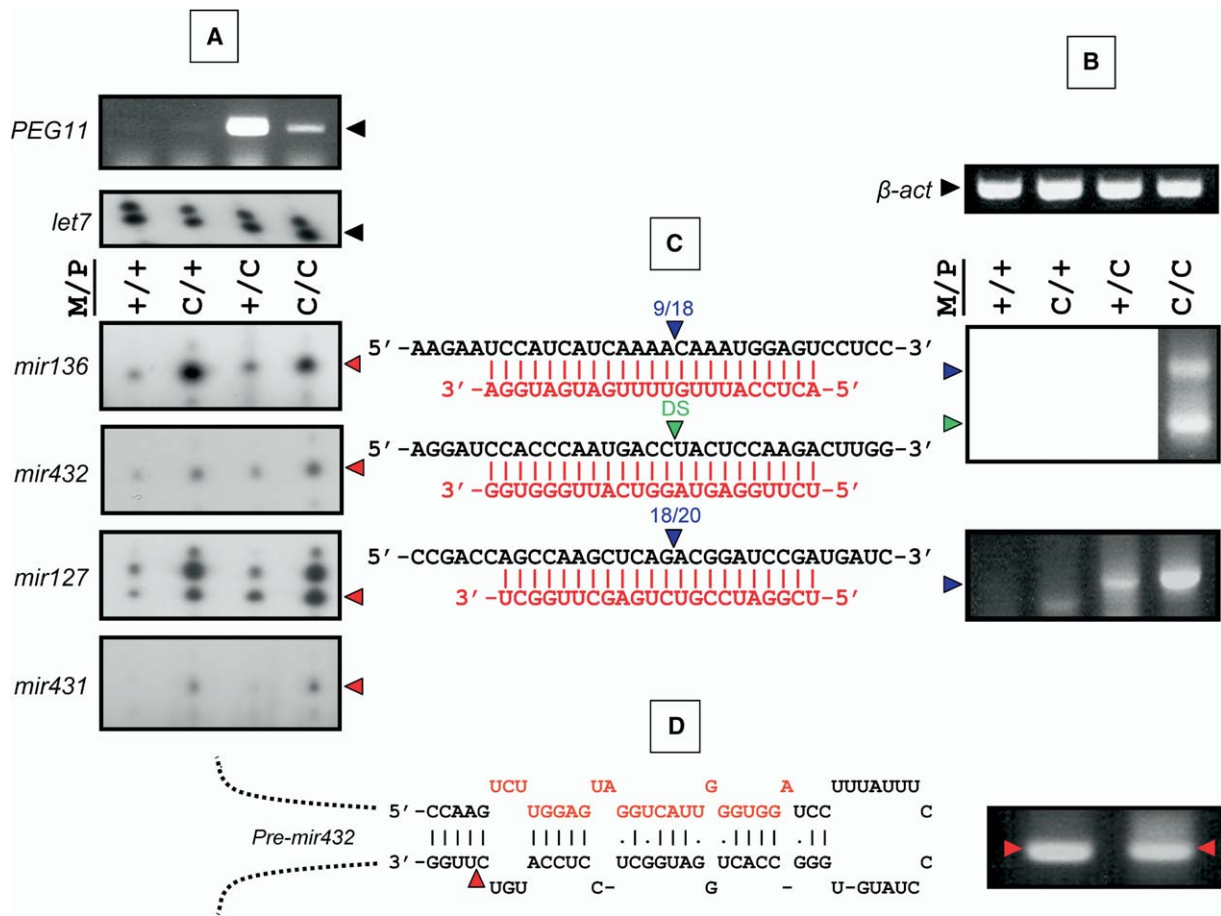 A
B
PEG11
let7
β-act
M/P
+/+
C/+
+/C
C/C
M/P
+/+
C/+
+/C
C/C
C
mir136
9/18
5′-AAGAAUCCAUCAUCAAAACAAAUGGAGUCCUCC-3′
3′-AGGUAGUAGUUUUGUUUACCUCA-5′
mir432
DS
5′-AGGAUCCACCCAAUGACCUACUCCAAGACUUGG-3′
3′-GGUGGGUUACUGGAUGAGGUUCU-5′
mir127
18/20
5′-CCGACCAGCCAAGCUCAGACGGAUCCGAUGAUC-3′
3′-UCGGUUCGAGUCUGCCUAGGCU-5′
mir431
D
UCU UA G A UUUAUUU
5′-CCAAG UGGAG GGUCAUU GGUGG UCC C
Pre-mir432
3′-GGUUC ACCUC UCGGUAG UCACC GGG C
UGU C- G - U-GUAUC